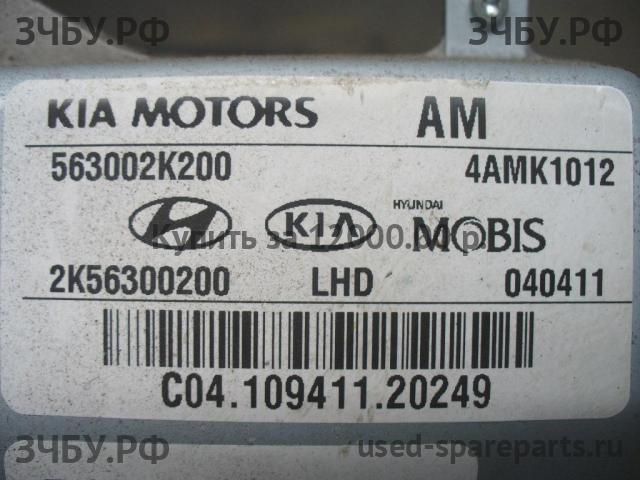 ЗЧБУ.РФ ЗЧБУ.РФ
KIA MOTORS AM
563002K200 4AMK1012
KIA HYUNDAI MOBIS
Купить за 12000.00 р.
2K56300200 LHD 040411
C04.109411.20249
ЗЧБУ.РФ used-spareparts.ru